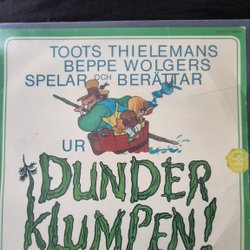 TOOTS THIELEMANS
BEPPE WOLGERS
SPELAR OCH BERÄTTAR
UR
DUNDER
KLUMPEN!